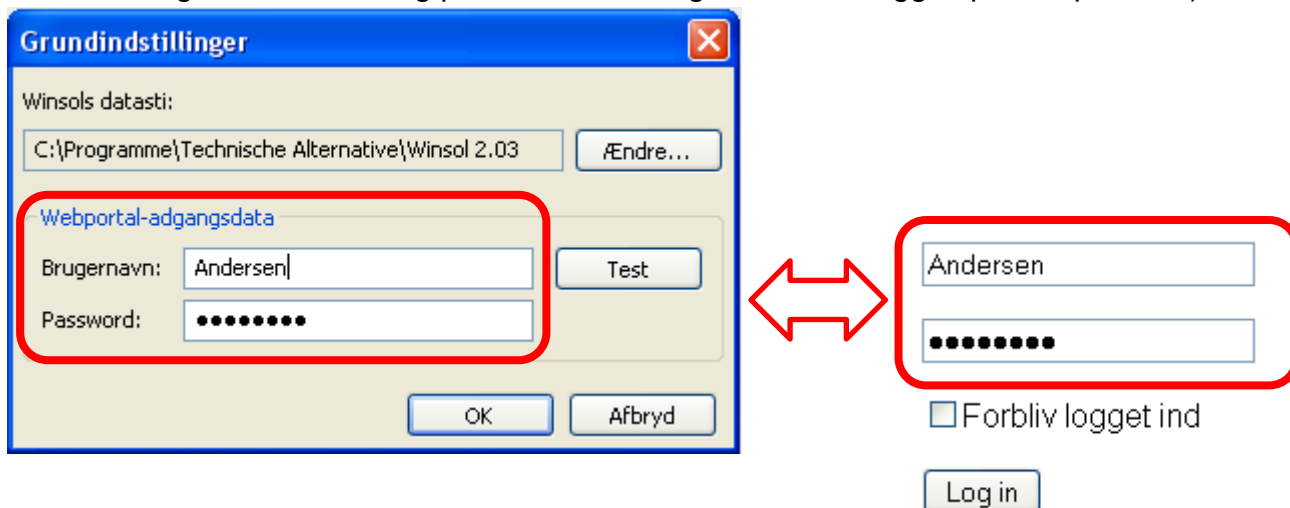 Grundindstillinger
Winsols datasti:
C:\Programme\Technische Alternative\Winsol 2.03
Ændre...
Webportal-adgangsdata
Brugernavn: Andersen
Test
Password: ●●●●●●●●
OK
Afbryd
Andersen
●●●●●●●●
Forbliv logget ind
Log in